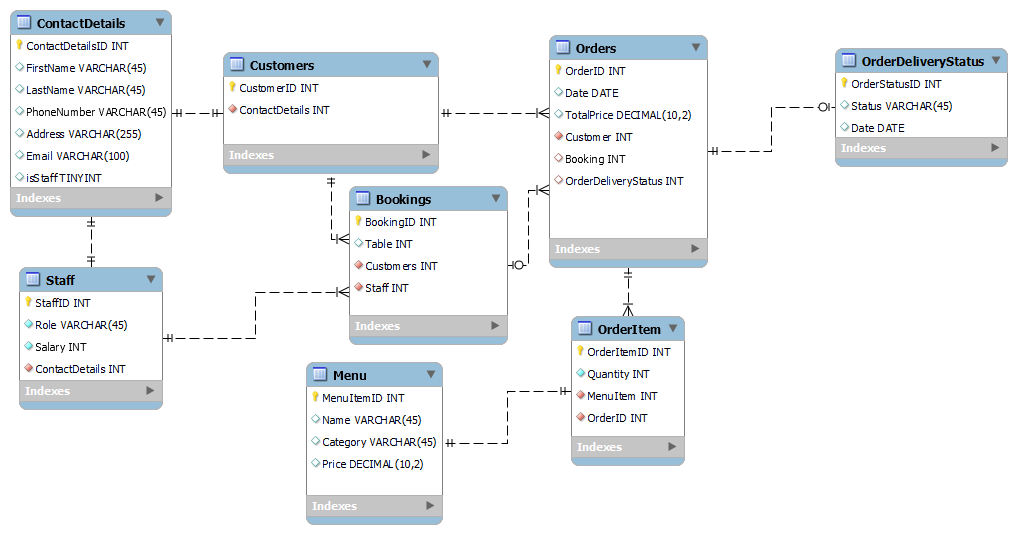 ContactDetails
ContactDetailsID INT
FirstName VARCHAR(45)
LastName VARCHAR(45)
PhoneNumber VARCHAR(45)
Address VARCHAR(255)
Email VARCHAR(100)
isStaff TINYINT
Indexes
Customers
CustomerID INT
ContactDetails INT
Indexes
Orders
OrderID INT
Date DATE
TotalPrice DECIMAL(10,2)
Customer INT
Booking INT
OrderDeliveryStatus INT
Indexes
OrderDeliveryStatus
OrderStatusID INT
Status VARCHAR(45)
Date DATE
Indexes
Bookings
BookingID INT
Table INT
Customers INT
Staff INT
Indexes
Staff
StaffID INT
Role VARCHAR(45)
Salary INT
ContactDetails INT
Indexes
OrderItem
OrderItemID INT
Quantity INT
MenuItem INT
OrderID INT
Indexes
Menu
MenuItemID INT
Name VARCHAR(45)
Category VARCHAR(45)
Price DECIMAL(10,2)
Indexes